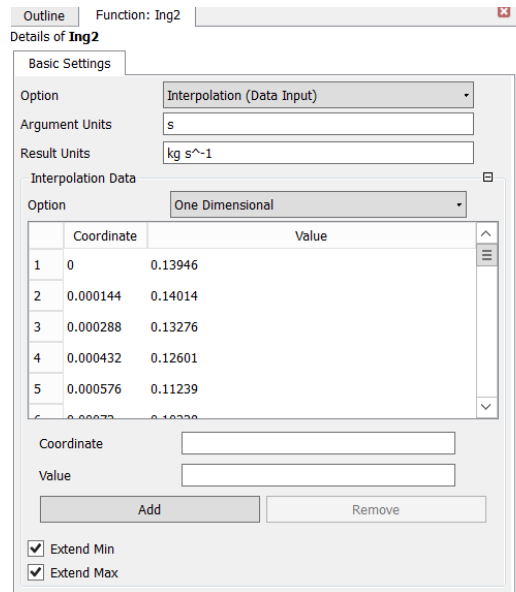 Outline Function: Ing2
Details of Ing2
Basic Settings
Option Interpolation (Data Input)
Argument Units s
Result Units kg s^-1
Interpolation Data
Option One Dimensional
Coordinate Value
1 0 0.13946
2 0.000144 0.14014
3 0.000288 0.13276
4 0.000432 0.12601
5 0.000576 0.11239
Coordinate
Value
Add Remove
Extend Min
Extend Max